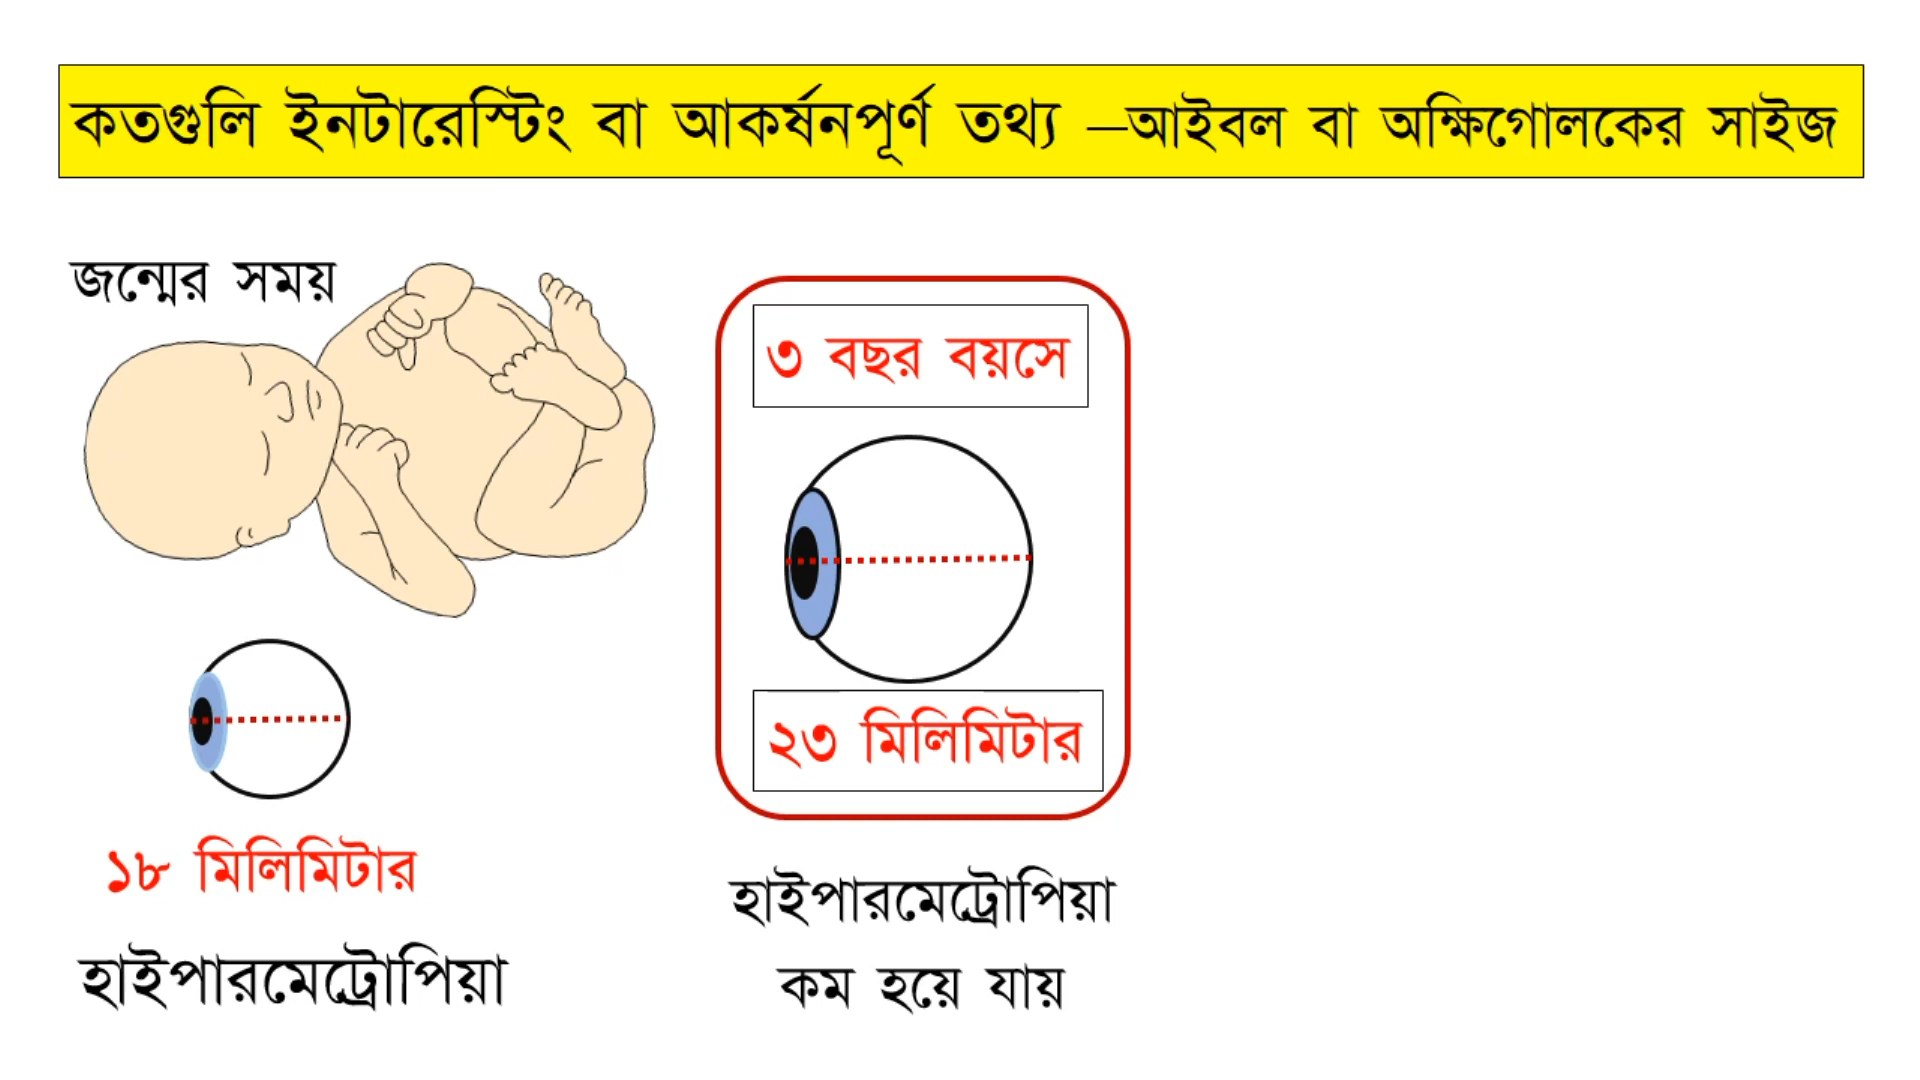 কতগুলি ইনটারেস্টিং বা আকর্ষনপূর্ণ তথ্য –আইবল বা অক্ষিগোলকের সাইজ
জন্মের সময়
১৮ মিলিমিটার
হাইপারমেট্রোপিয়া
৩ বছর বয়সে
২৩ মিলিমিটার
হাইপারমেট্রোপিয়া
কম হয়ে যায়